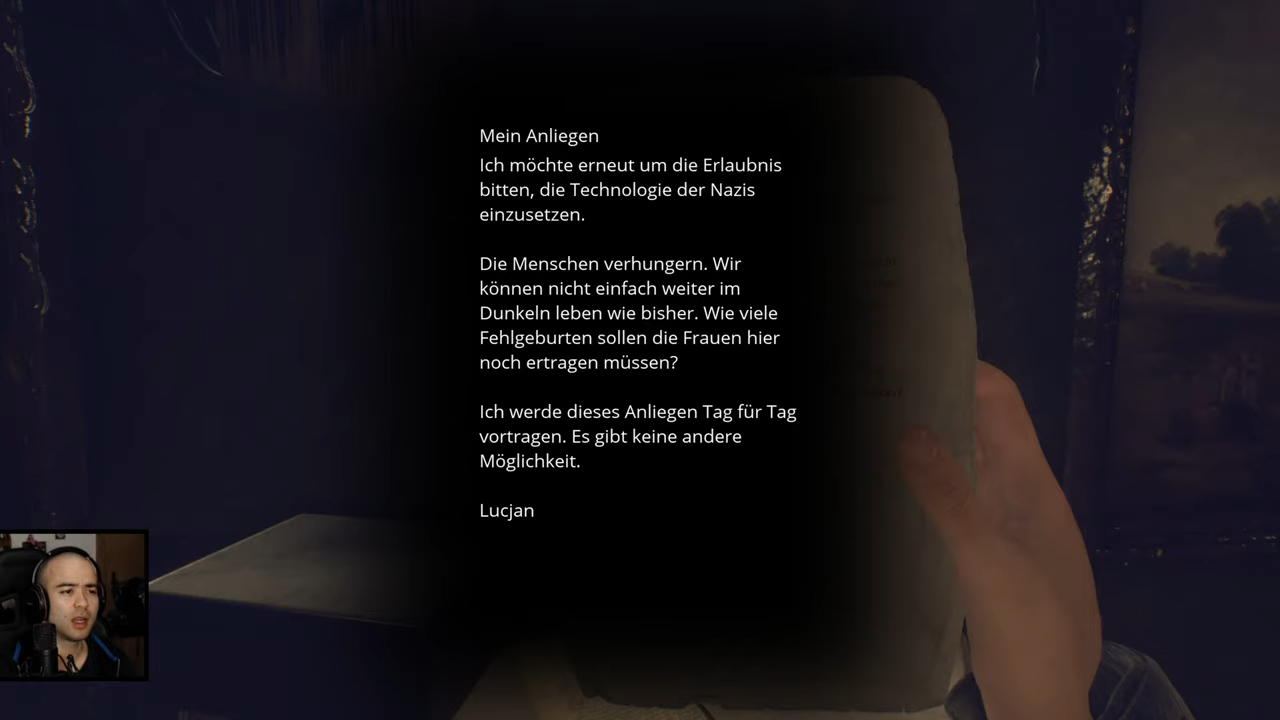 Mein Anliegen
Ich möchte erneut um die Erlaubnis
bitten, die Technologie der Nazis
einzusetzen.
Die Menschen verhungern. Wir
können nicht einfach weiter im
Dunkeln leben wie bisher. Wie viele
Fehlgeburten sollen die Frauen hier
noch ertragen müssen?
Ich werde dieses Anliegen Tag für Tag
vortragen. Es gibt keine andere
Möglichkeit.
Lucjan